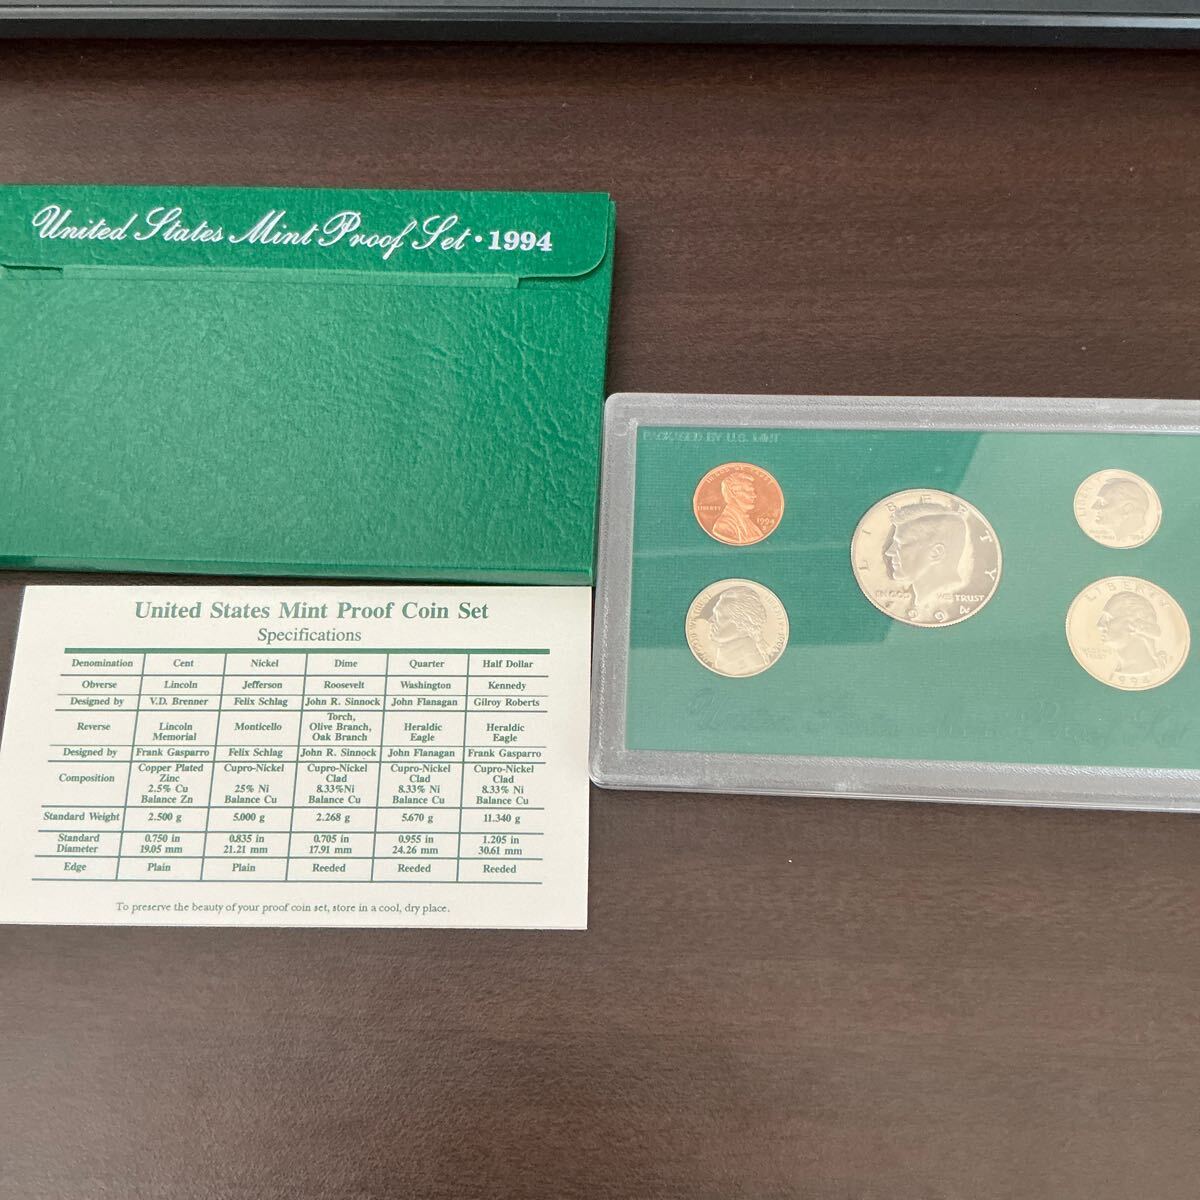 United States Mint Proof Set · 1994
PACKAGED BY U.S. MINT
IN GOD WE TRUST
LIBERTY
1994
S
LIBERTY
IN GOD WE TRUST
LIBERTY
1994
LIBERTY
IN GOD WE
TRUST
1994
United States Mint Proof Coin Set
Specifications
Denomination Cent Nickel Dime Quarter Half Dollar
Obverse Lincoln Jefferson Roosevelt Washington Kennedy
Designed by V.D. Brenner Felix Schlag John R. Sinnock John Flanagan Gilroy Roberts
Reverse Lincoln Memorial Monticello Torch, Olive Branch, Oak Branch Heraldic Eagle Heraldic Eagle
Designed by Frank Gasparro Felix Schlag John R. Sinnock John Flanagan Frank Gasparro
Composition Copper Plated Zinc 2.5% Cu Balance Zn Cupro-Nickel 25% Ni Balance Cu Cupro-Nickel Clad 8.33%Ni Balance Cu Cupro-Nickel Clad 8.33% Ni Balance Cu Cupro-Nickel Clad 8.33% Ni Balance Cu
Standard Weight 2.500 g 5.000 g 2.268 g 5.670 g 11.340 g
Standard Diameter 0.750 in 19.05 mm 0.835 in 21.21 mm 0.705 in 17.91 mm 0.955 in 24.26 mm 1.205 in 30.61 mm
Edge Plain Plain Reeded Reeded Reeded
To preserve the beauty of your proof coin set, store in a cool, dry place.